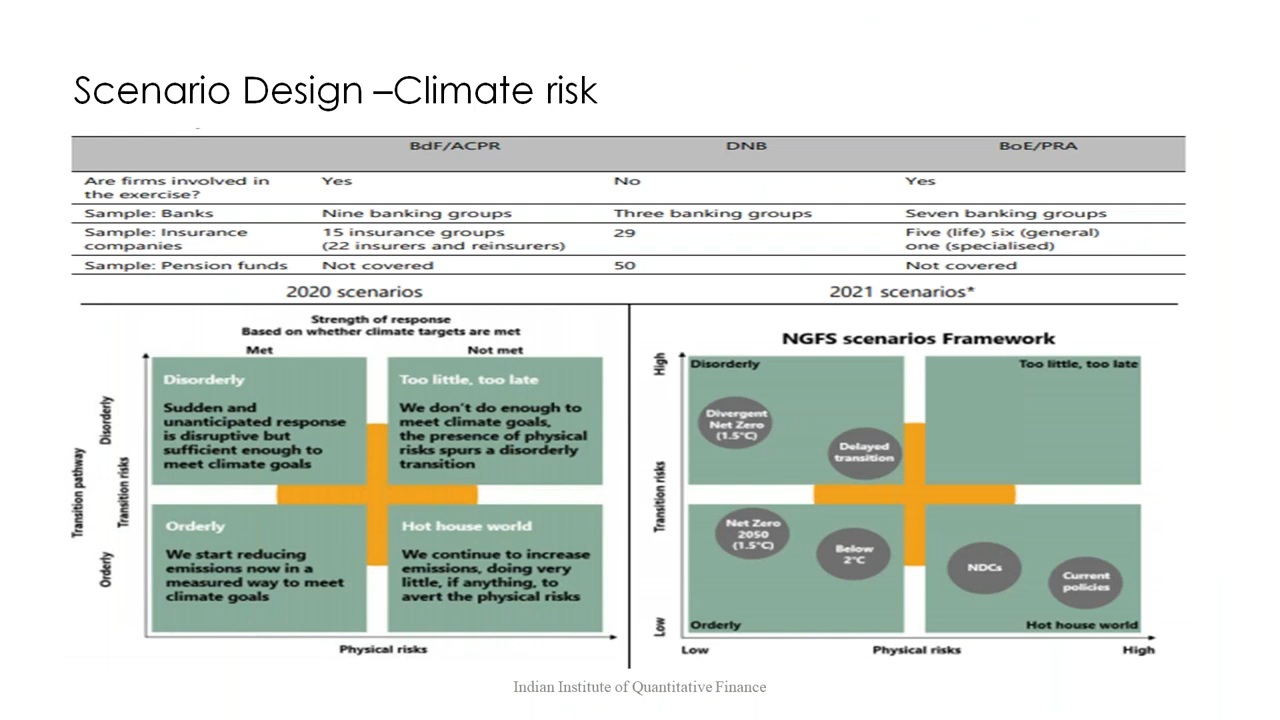 Scenario Design –Climate risk
BdF/ACPR DNB BoE/PRA
Are firms involved in
the exercise? Yes No Yes
Sample: Banks Nine banking groups Three banking groups Seven banking groups
Sample: Insurance
companies 15 insurance groups
(22 insurers and reinsurers) 29 Five (life) six (general)
one (specialised)
Sample: Pension funds Not covered 50 Not covered
2020 scenarios
Strength of response
Based on whether climate targets are met
Met Not met
Disorderly
Sudden and
unanticipated response
is disruptive but
sufficient enough to
meet climate goals
Too little, too late
We don't do enough to
meet climate goals,
the presence of physical
risks spurs a disorderly
transition
Orderly
We start reducing
emissions now in a
measured way to meet
climate goals
Hot house world
We continue to increase
emissions, doing very
little, if anything, to
avert the physical risks
Transition pathway
Transition risks
Disorderly
Orderly
Physical risks
2021 scenarios*
NGFS scenarios Framework
High
Transition risks
Low
Disorderly
Too little, too late
Divergent
Net Zero
(1.5°C)
Delayed
transition
Net Zero
2050
(1.5°C)
Below
2°C
NDCs
Current
policies
Orderly
Hot house world
Low Physical risks High
Indian Institute of Quantitative Finance